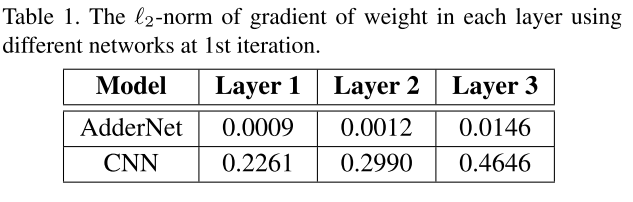 Table 1. The ℓ2-norm of gradient of weight in each layer using
different networks at 1st iteration.
Model Layer 1 Layer 2 Layer 3
AdderNet 0.0009 0.0012 0.0146
CNN 0.2261 0.2990 0.4646